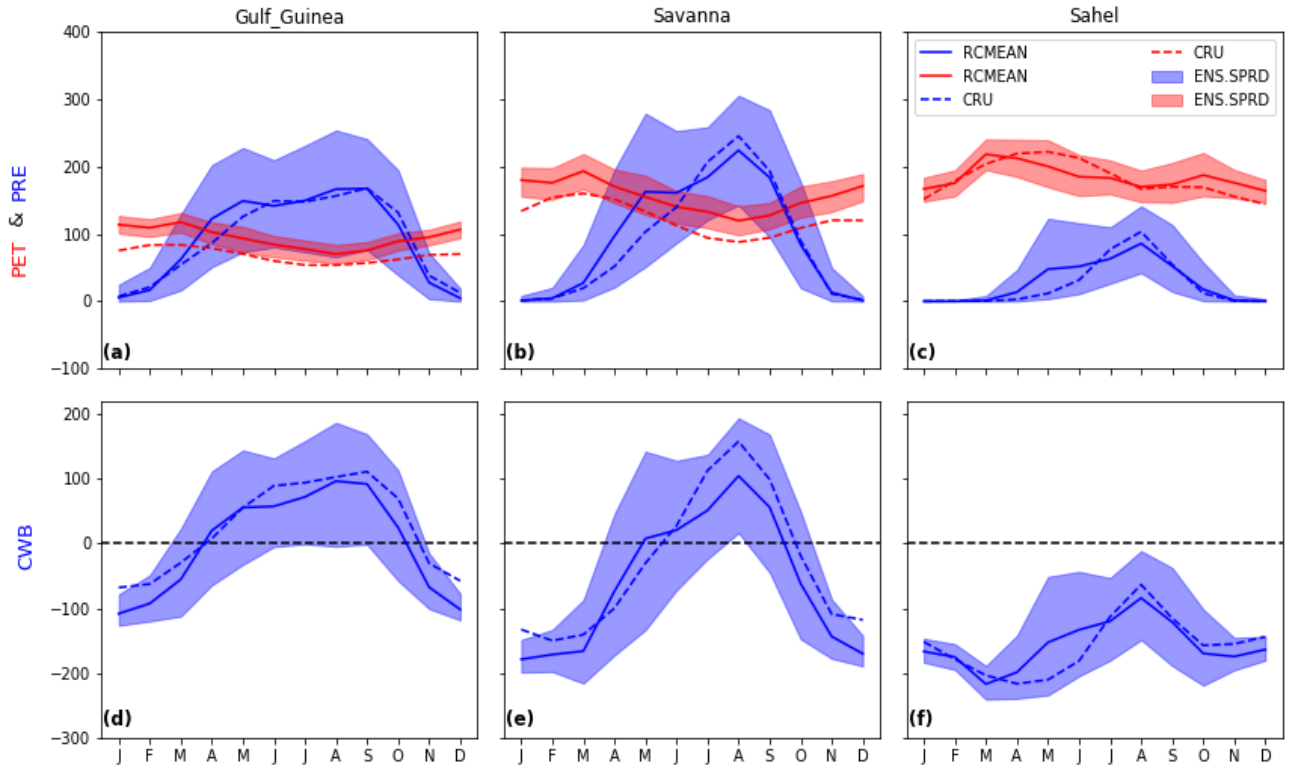 Gulf_Guinea Savanna Sahel
PET & PRE
400
300
200
100
0
−100
RCMEAN CRU
RCMEAN ENS.SPRD
CRU ENS.SPRD
(a) (b) (c)
CWB
200
100
0
−100
−200
−300
(d) (e) (f)
J F M A M J J A S O N D J F M A M J J A S O N D J F M A M J J A S O N D